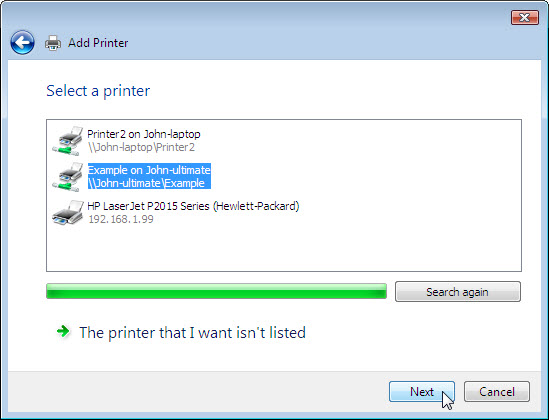 Add Printer
Select a printer
Printer2 on John-laptop
\\John-laptop\Printer2
Example on John-ultimate
\\John-ultimate\Example
HP LaserJet P2015 Series (Hewlett-Packard)
192.168.1.99
Search again
The printer that I want isn't listed
Next
Cancel